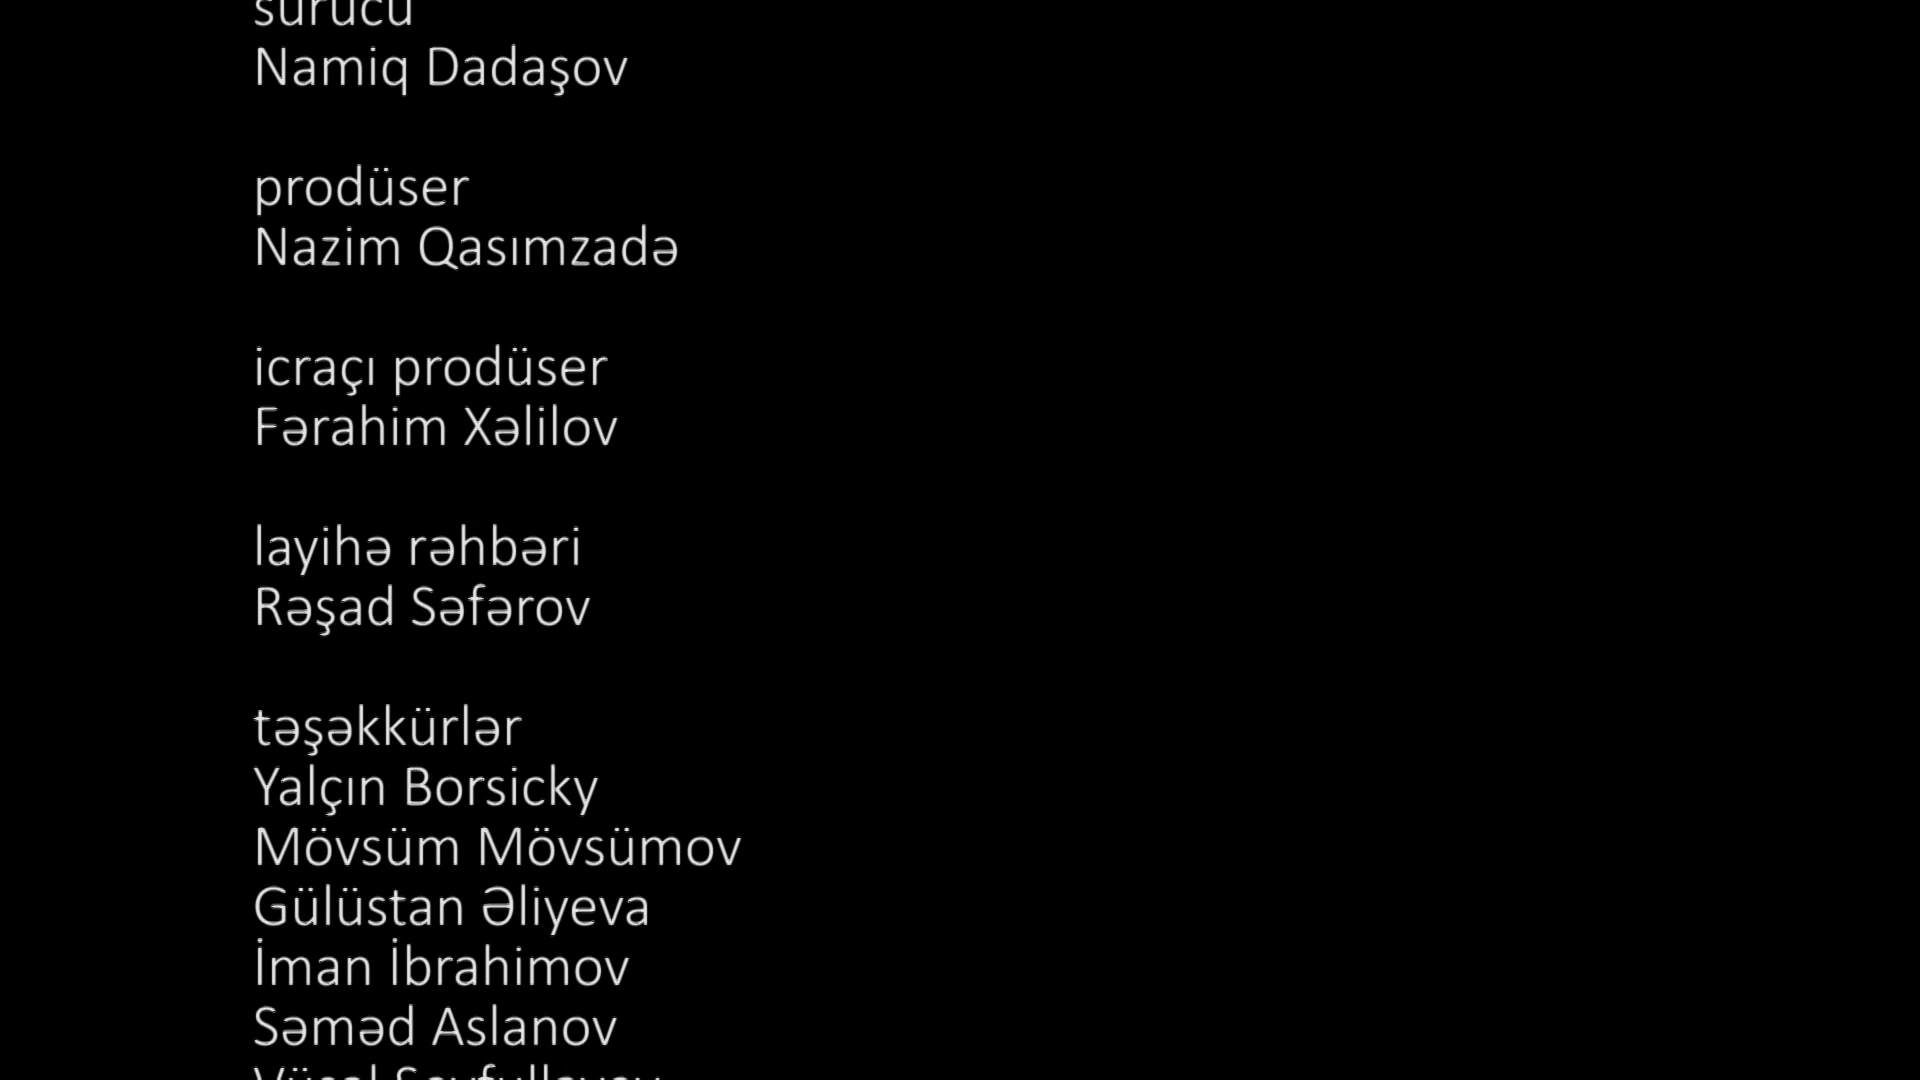 sürücü
Namiq Dadaşov
prodüser
Nazim Qasımzadə
icraçı prodüser
Fərahim Xəlilov
layihə rəhbəri
Rəşad Səfərov
təşəkkürlər
Yalçın Borsicky
Mövsüm Mövsümov
Gülüstan Əliyeva
İman İbrahimov
Səməd Aslanov